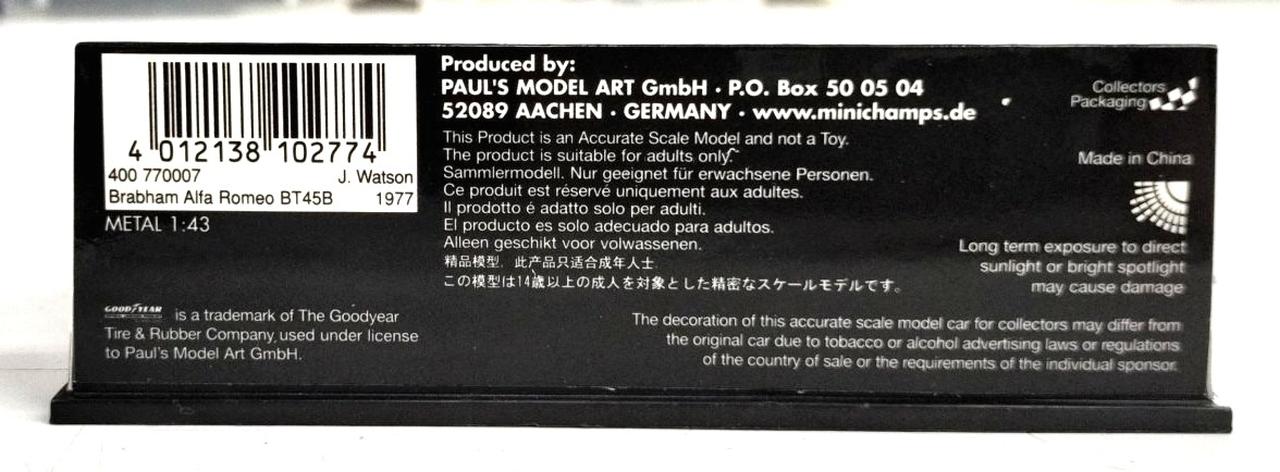 4 012138 102774
400 770007 J. Watson
Brabham Alfa Romeo BT45B 1977
METAL 1:43
GOODYEAR is a trademark of The Goodyear
Tire & Rubber Company used under license
to Paul's Model Art GmbH.
Produced by:
PAUL'S MODEL ART GmbH · P.O. Box 50 05 04
52089 AACHEN · GERMANY · www.minichamps.de
This Product is an Accurate Scale Model and not a Toy.
The product is suitable for adults only.
Sammlermodell. Nur geeignet für erwachsene Personen.
Ce produit est réservé uniquement aux adultes.
Il prodotto é adatto solo per adulti.
El producto es solo adecuado para adultos.
Alleen geschikt voor volwassenen.
精品模型, 此产品只适合成年人士
この模型は14歳以上の成人を対象とした精密なスケールモデルです。
Collectors
Packaging
Made in China
Long term exposure to direct
sunlight or bright spotlight
may cause damage
The decoration of this accurate scale model car for collectors may differ from
the original car due to tobacco or alcohol advertising laws or regulations
of the country of sale or the requirements of the individual sponsor.